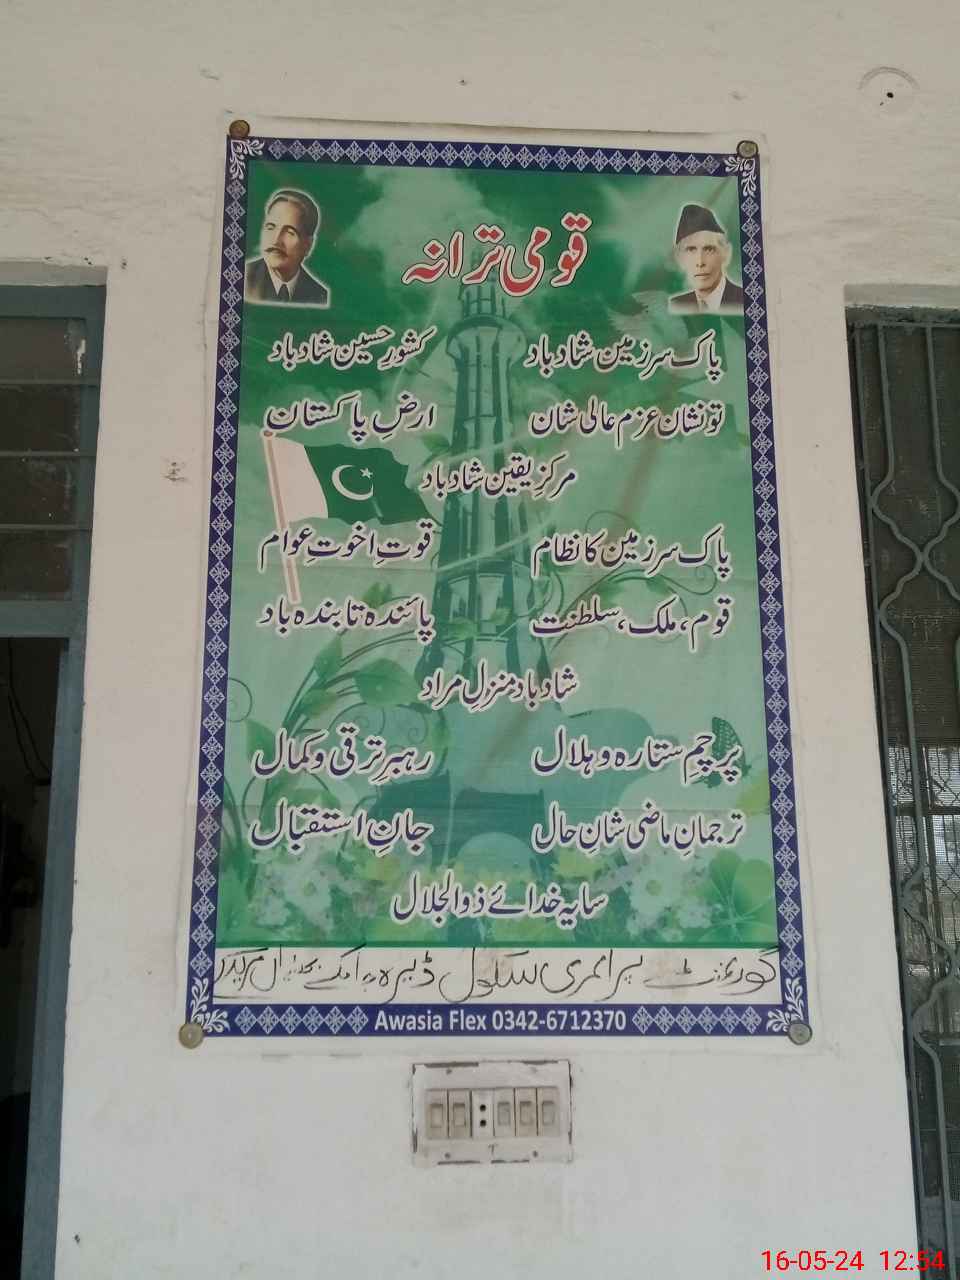 قومی ترانہ
پاک سرزمین شاد باد کشورِ حسین شاد باد
تو نشان عزم عالی شان ارضِ پاکستان
مرکزِ یقین شاد باد
پاک سرزمین کا نظام قوتِ اخوتِ عوام
قوم، ملک، سلطنت پائندہ تابندہ باد
شاد باد منزلِ مراد
پرچمِ ستارہ و ہلال رہبرِ ترقی و کمال
ترجمانِ ماضی شانِ حال جانِ استقبال
سایہ خدائے ذوالجلال
گورنمنٹ پرائمری سکول ڈیرہ
Awasia Flex 0342-6712370
16-05-24 12:54